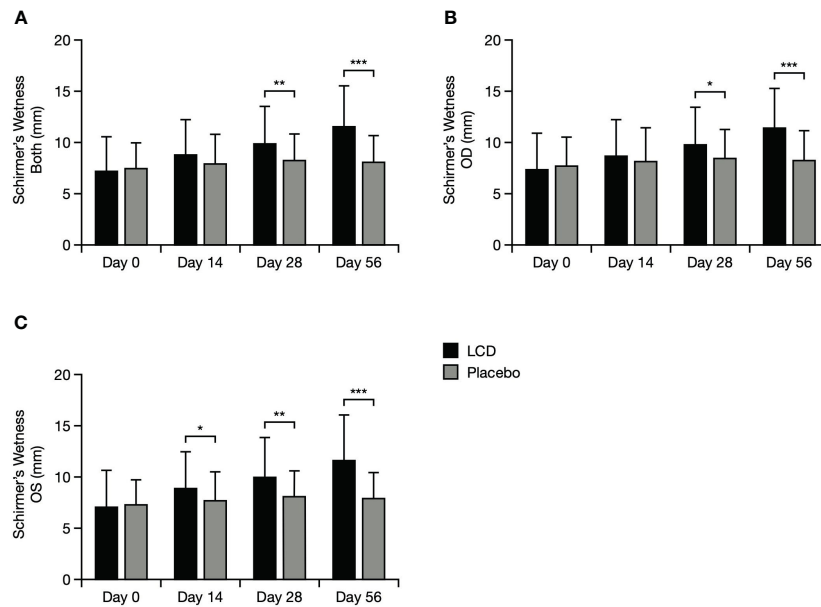 A
Schirmer's Wetness
Both (mm)
20
15
10
5
0
**
***
Day 0
Day 14
Day 28
Day 56
B
Schirmer's Wetness
OD (mm)
20
15
10
5
0
*
***
Day 0
Day 14
Day 28
Day 56
C
Schirmer's Wetness
OS (mm)
20
15
10
5
0
*
**
***
Day 0
Day 14
Day 28
Day 56
LCD
Placebo